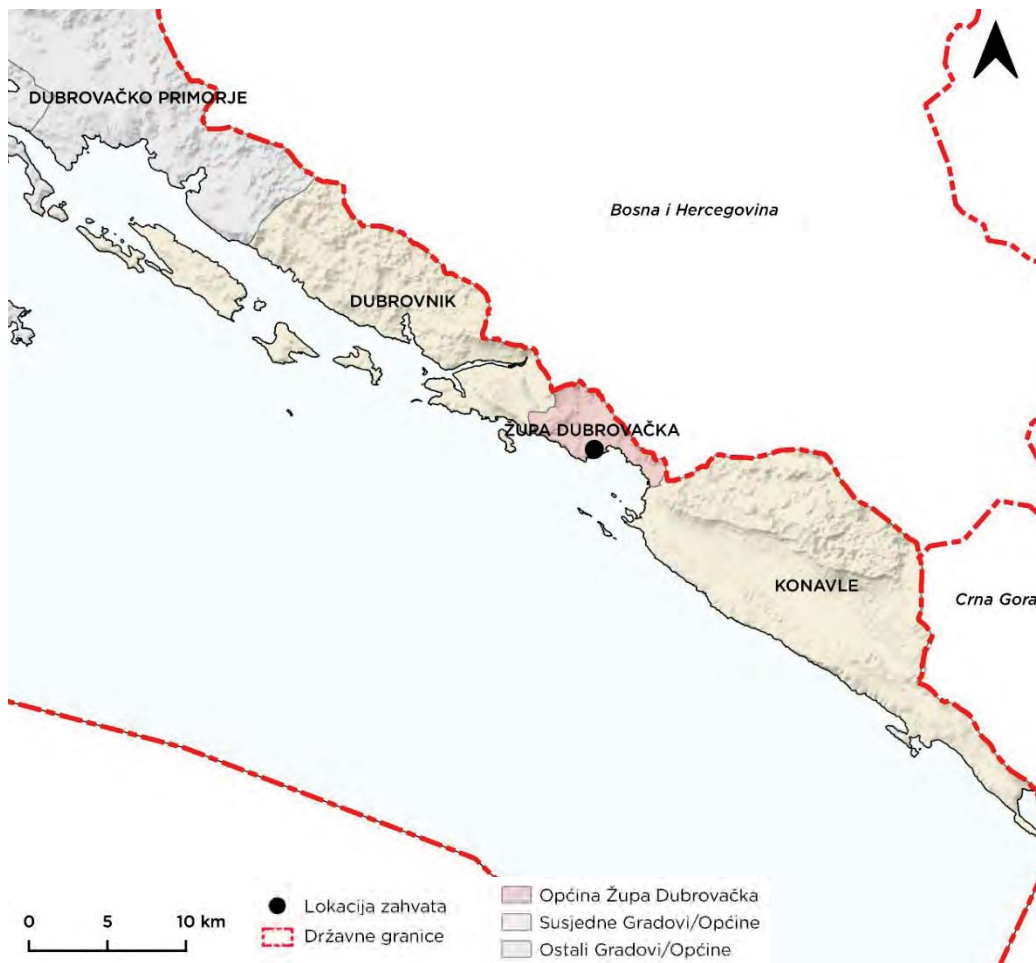 DUBROVAČKO PRIMORJE
Bosna i Hercegovina
DUBROVNIK
ŽUPA DUBROVAČKA
KONAVLE
Crna Gora
0 5 10 km
Lokacija zahvata
Državne granice
Općina Župa Dubrovačka
Susjedne Gradovi/Općine
Ostali Gradovi/Općine